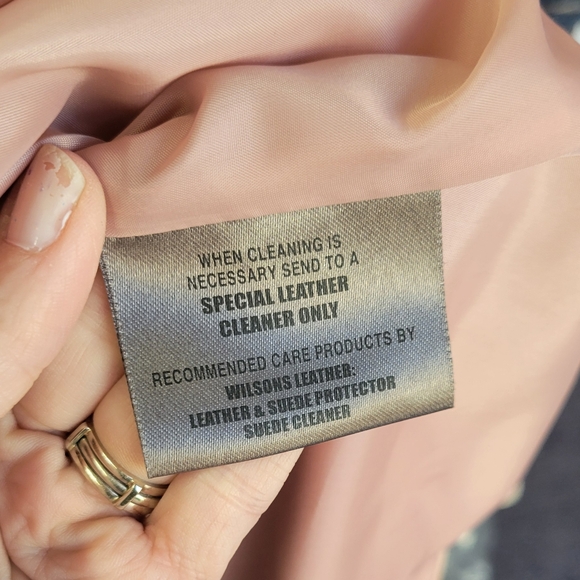 WHEN CLEANING IS
NECESSARY SEND TO A
SPECIAL LEATHER
CLEANER ONLY
RECOMMENDED CARE PRODUCTS BY
WILSONS LEATHER:
LEATHER & SUEDE PROTECTOR
SUEDE CLEANER